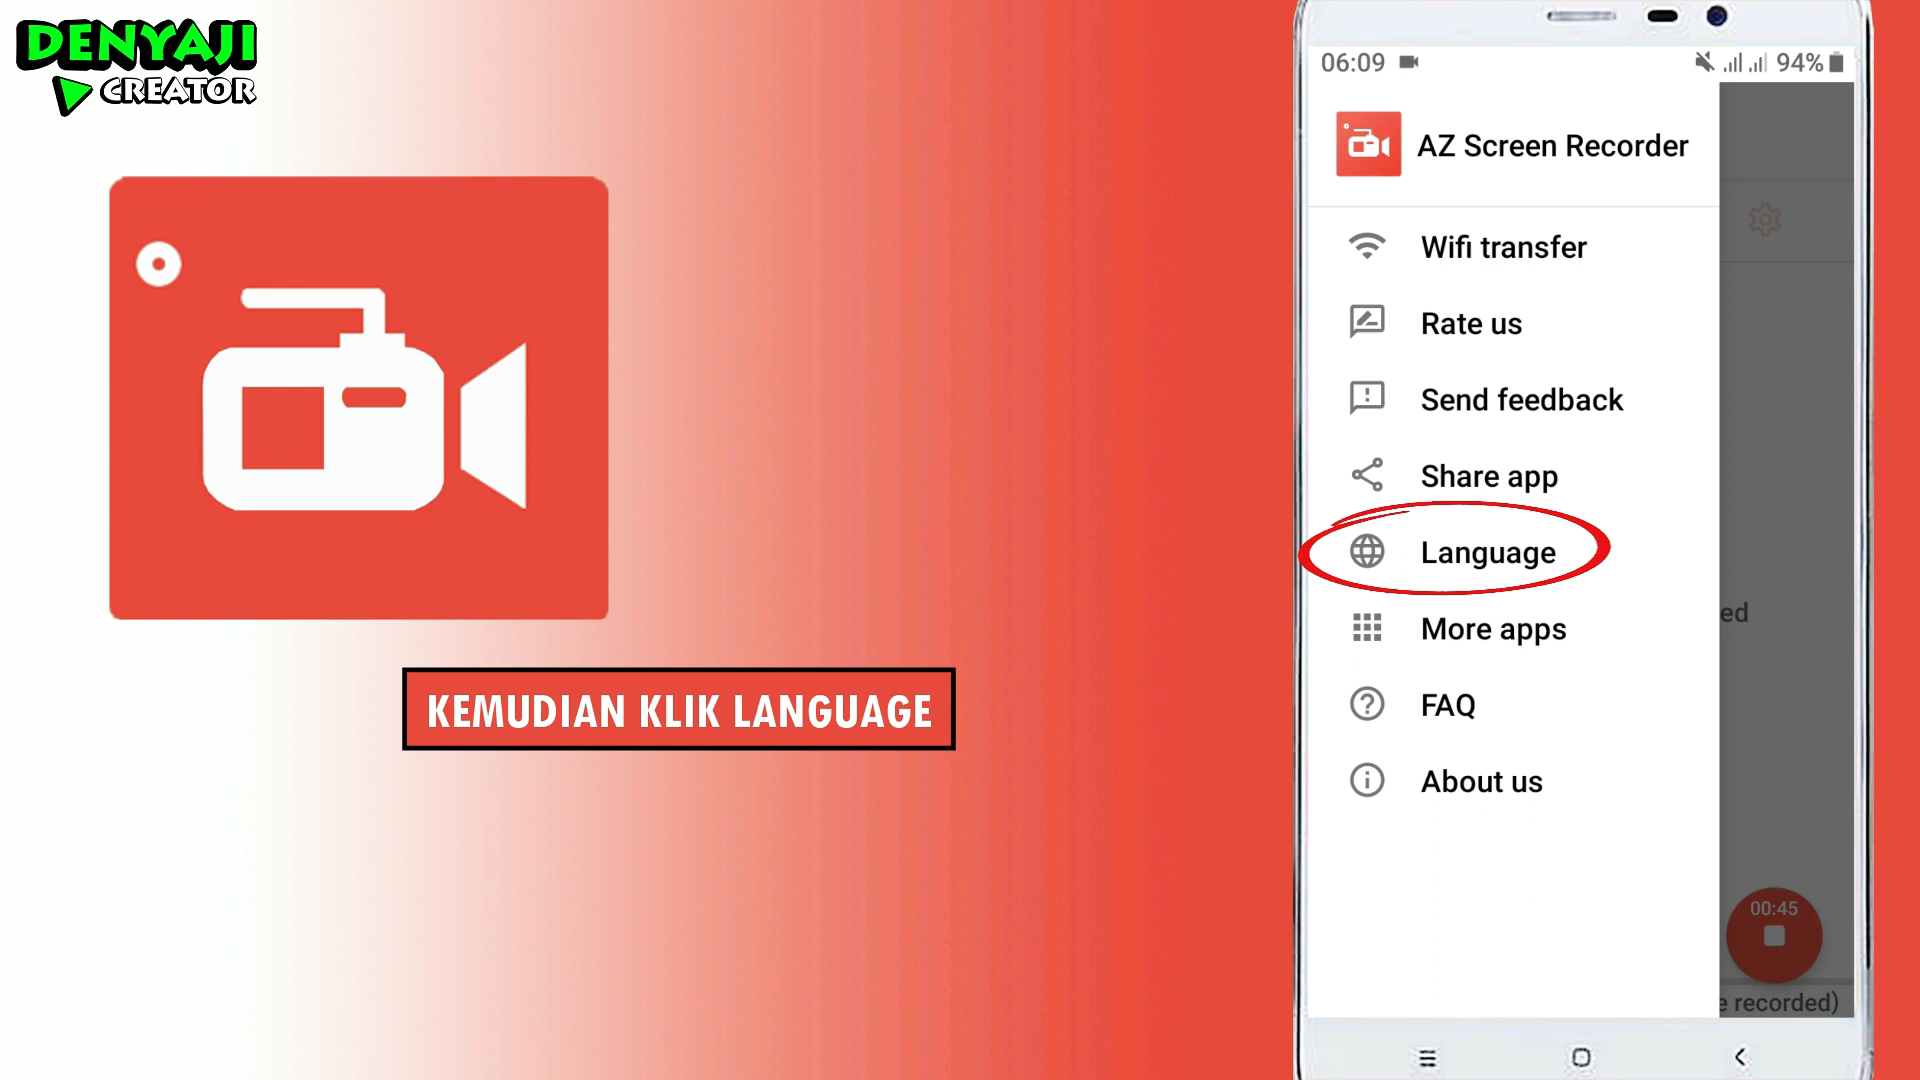 DENYAJI
CREATOR
KEMUDIAN KLIK LANGUAGE
06:09
94%
AZ Screen Recorder
Wifi transfer
Rate us
Send feedback
Share app
Language
More apps
FAQ
About us
ed
00:45
e recorded)